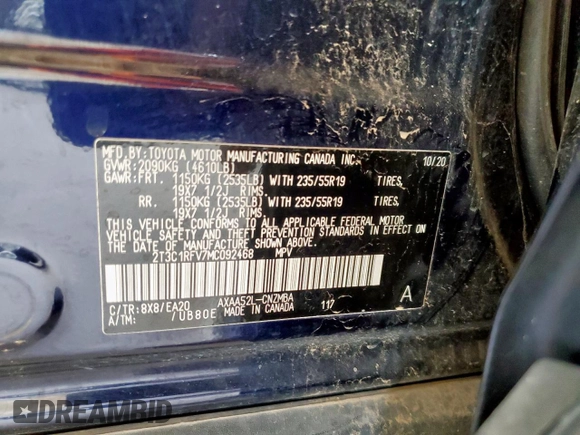 MFD.BY:TOYOTA MOTOR MANUFACTURING CANADA INC. 10/20
GVWR:2090KG (4610LB)
GAWR:FRT. 1150KG (2535LB) WITH 235/55R19 TIRES,
19X7 1/2J RIMS.
RR. 1150KG (2535LB) WITH 235/55R19 TIRES,
19X7 1/2J RIMS.
THIS VEHICLE CONFORMS TO ALL APPLICABLE FEDERAL MOTOR
VEHICLE SAFETY AND THEFT PREVENTION STANDARDS IN EFFECT ON
THE DATE OF MANUFACTURE SHOWN ABOVE.
2T3C1RFV7MC092468 MPV
C/TR:8X8/EA20 AXAA52L-CNZMBA 117 A
A/TM: /UB80E MADE IN CANADA
DREAMBID